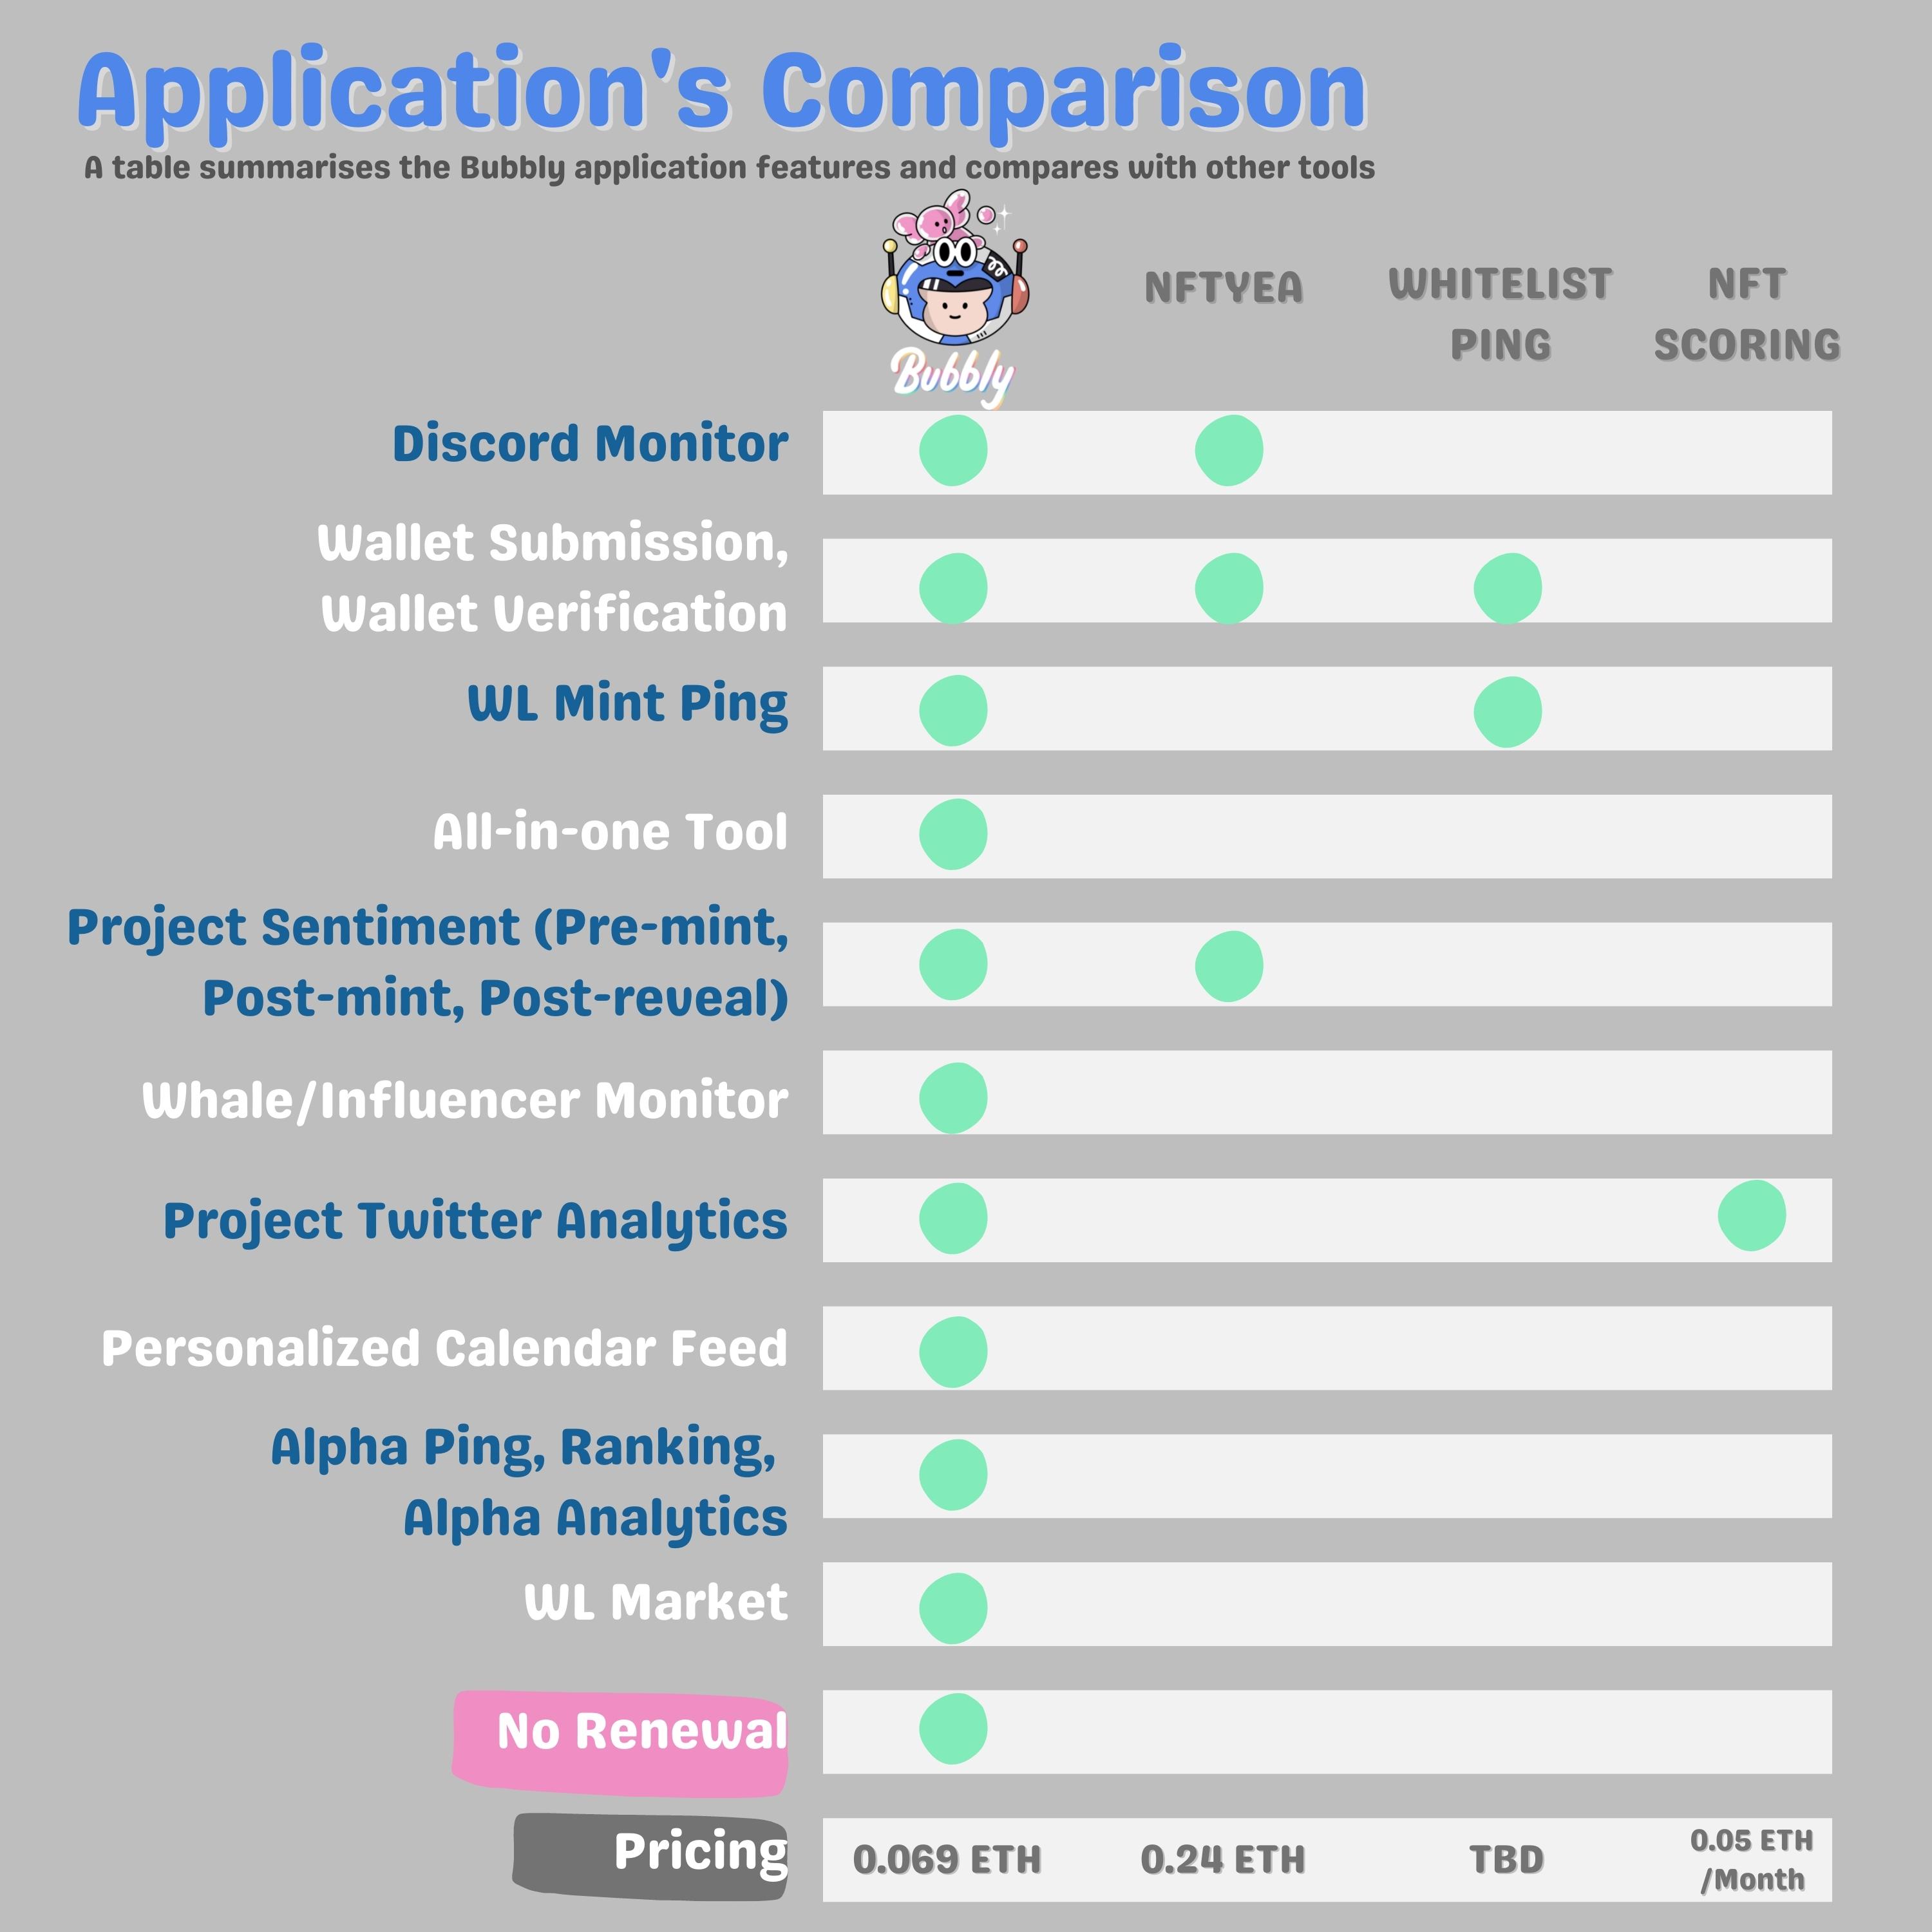 Application's Comparison
A table summarises the Bubbly application features and compares with other tools
Bubbly
NFTYEA
WHITELIST
PING
NFT
SCORING
Discord Monitor
Wallet Submission,
Wallet Verification
WL Mint Ping
All-in-one Tool
Project Sentiment (Pre-mint,
Post-mint, Post-reveal)
Whale/Influencer Monitor
Project Twitter Analytics
Personalized Calendar Feed
Alpha Ping, Ranking,
Alpha Analytics
WL Market
No Renewal
Pricing
0.069 ETH
0.24 ETH
TBD
0.05 ETH
/Month